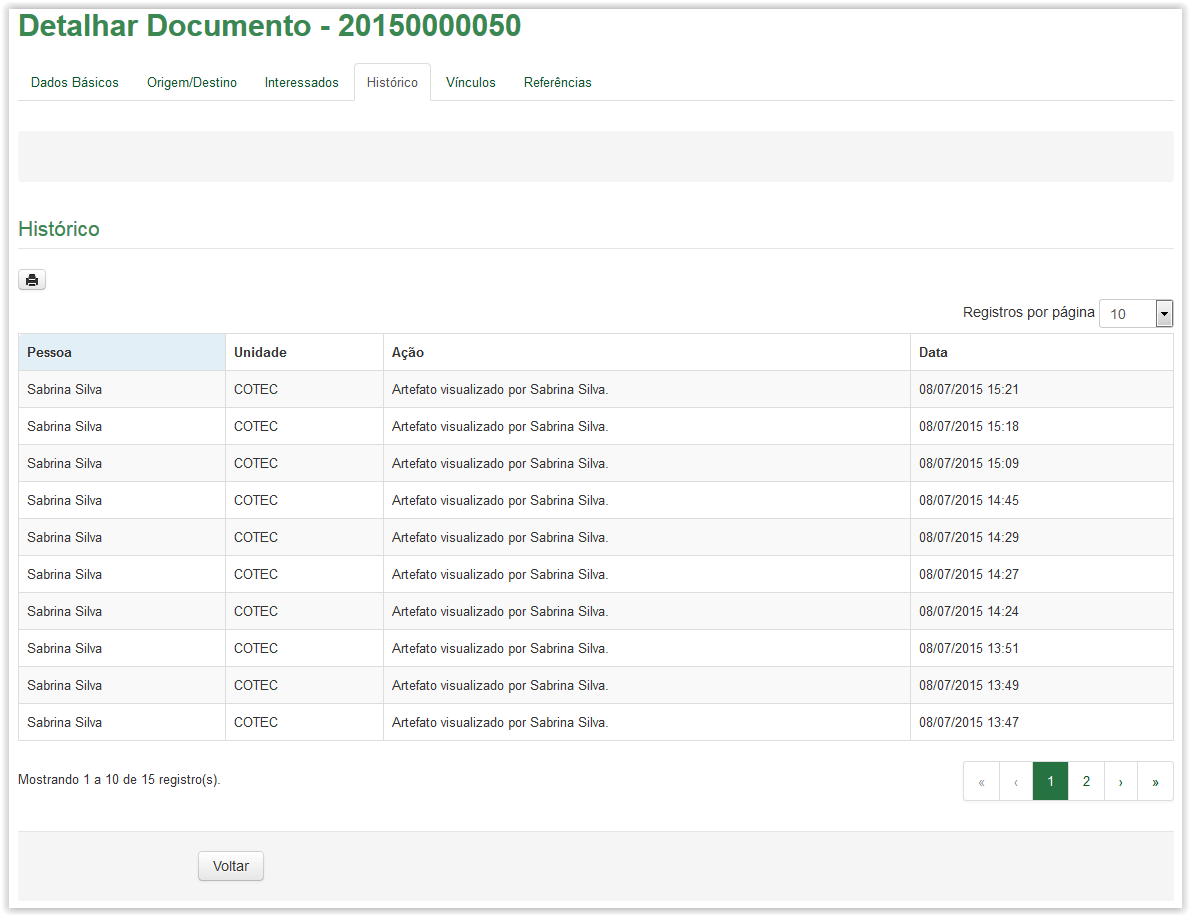 Detalhar Documento - 20150000050
Dados Básicos Origem/Destino Interessados Histórico Vínculos Referências
Histórico
Registros por página 10
Pessoa Unidade Ação Data
Sabrina Silva COTEC Artefato visualizado por Sabrina Silva. 08/07/2015 15:21
Sabrina Silva COTEC Artefato visualizado por Sabrina Silva. 08/07/2015 15:18
Sabrina Silva COTEC Artefato visualizado por Sabrina Silva. 08/07/2015 15:09
Sabrina Silva COTEC Artefato visualizado por Sabrina Silva. 08/07/2015 14:45
Sabrina Silva COTEC Artefato visualizado por Sabrina Silva. 08/07/2015 14:29
Sabrina Silva COTEC Artefato visualizado por Sabrina Silva. 08/07/2015 14:27
Sabrina Silva COTEC Artefato visualizado por Sabrina Silva. 08/07/2015 14:24
Sabrina Silva COTEC Artefato visualizado por Sabrina Silva. 08/07/2015 13:51
Sabrina Silva COTEC Artefato visualizado por Sabrina Silva. 08/07/2015 13:49
Sabrina Silva COTEC Artefato visualizado por Sabrina Silva. 08/07/2015 13:47
Mostrando 1 a 10 de 15 registro(s). « ‹ 1 2 › »
Voltar